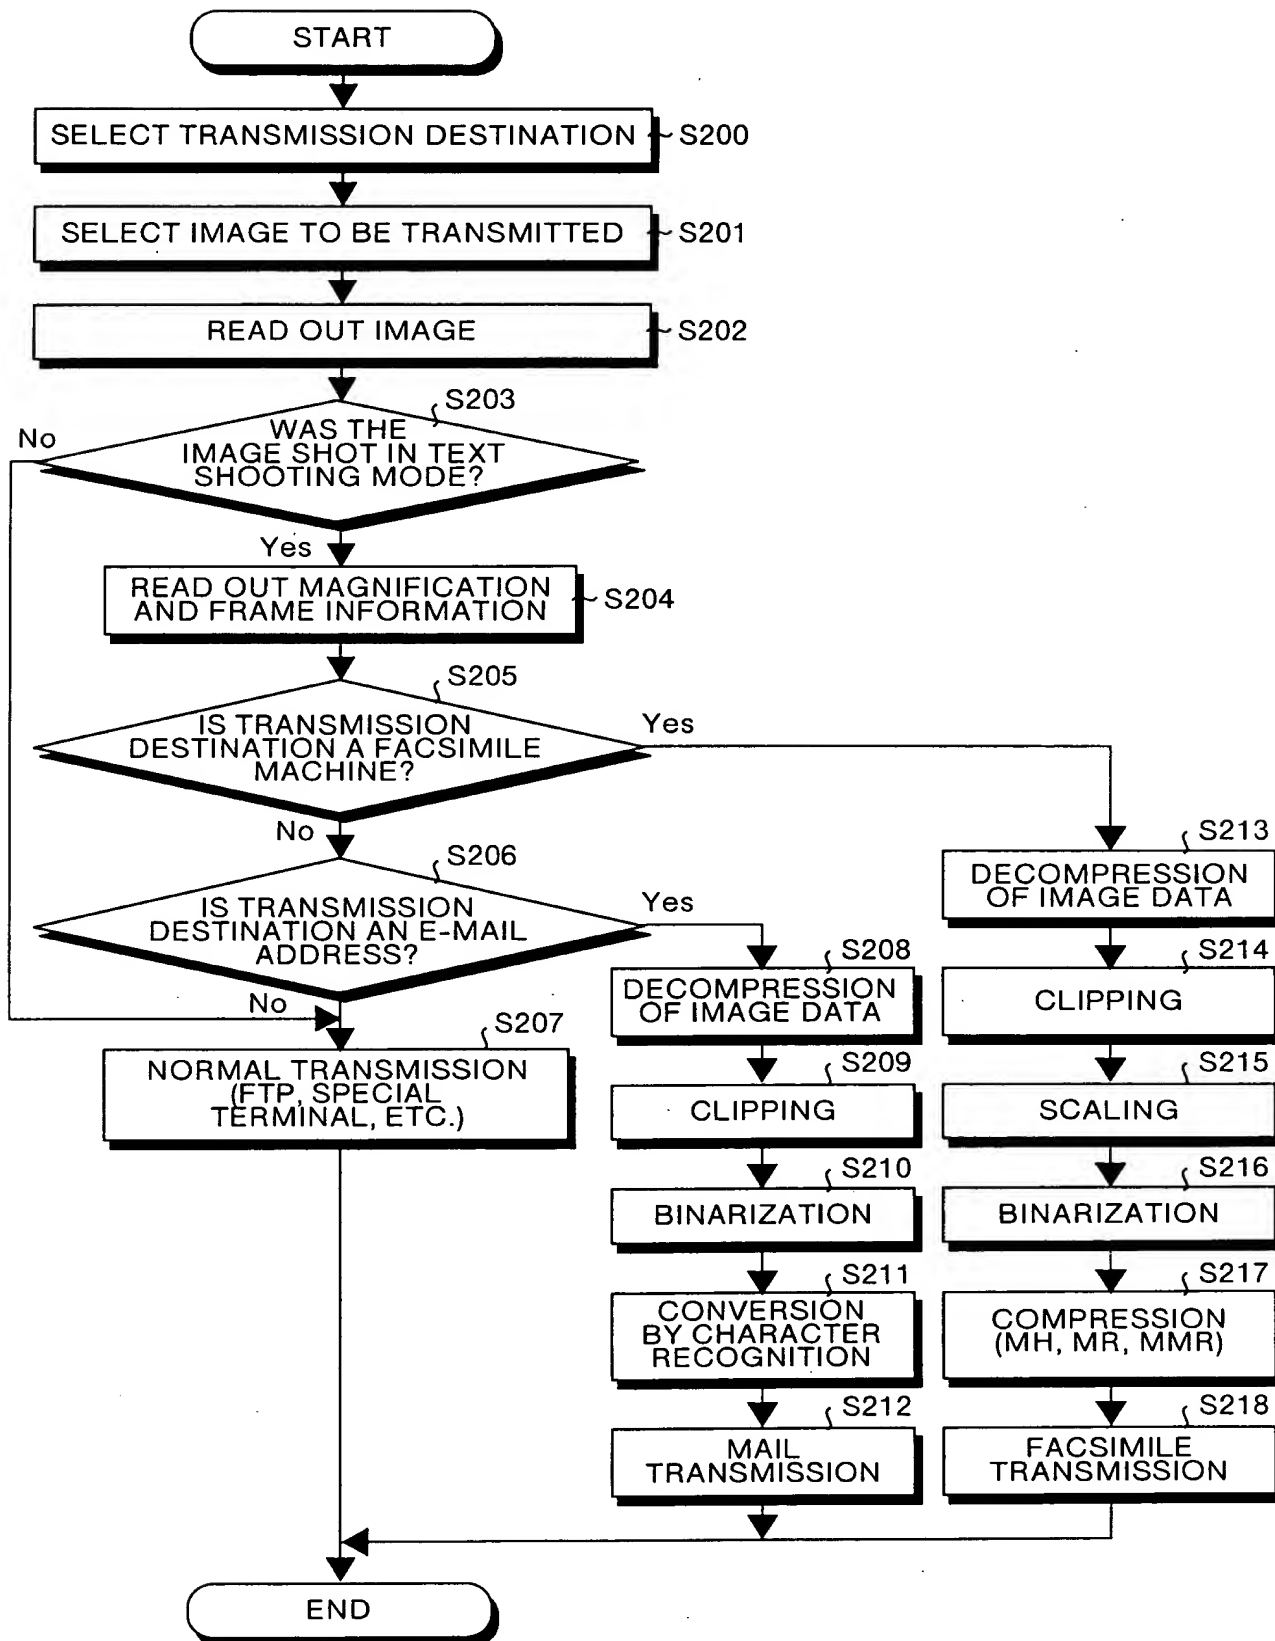 START
SELECT TRANSMISSION DESTINATION
S200
SELECT IMAGE TO BE TRANSMITTED
S201
READ OUT IMAGE
S202
S203
WAS THE
IMAGE SHOT IN TEXT
SHOOTING MODE?
No
Yes
READ OUT MAGNIFICATION
AND FRAME INFORMATION
S204
S205
IS TRANSMISSION
DESTINATION A FACSIMILE
MACHINE?
Yes
No
S206
IS TRANSMISSION
DESTINATION AN E-MAIL
ADDRESS?
Yes
No
S207
NORMAL TRANSMISSION
(FTP, SPECIAL
TERMINAL, ETC.)
S208
DECOMPRESSION
OF IMAGE DATA
S209
CLIPPING
S210
BINARIZATION
S211
CONVERSION
BY CHARACTER
RECOGNITION
S212
MAIL
TRANSMISSION
S213
DECOMPRESSION
OF IMAGE DATA
S214
CLIPPING
S215
SCALING
S216
BINARIZATION
S217
COMPRESSION
(MH, MR, MMR)
S218
FACSIMILE
TRANSMISSION
END